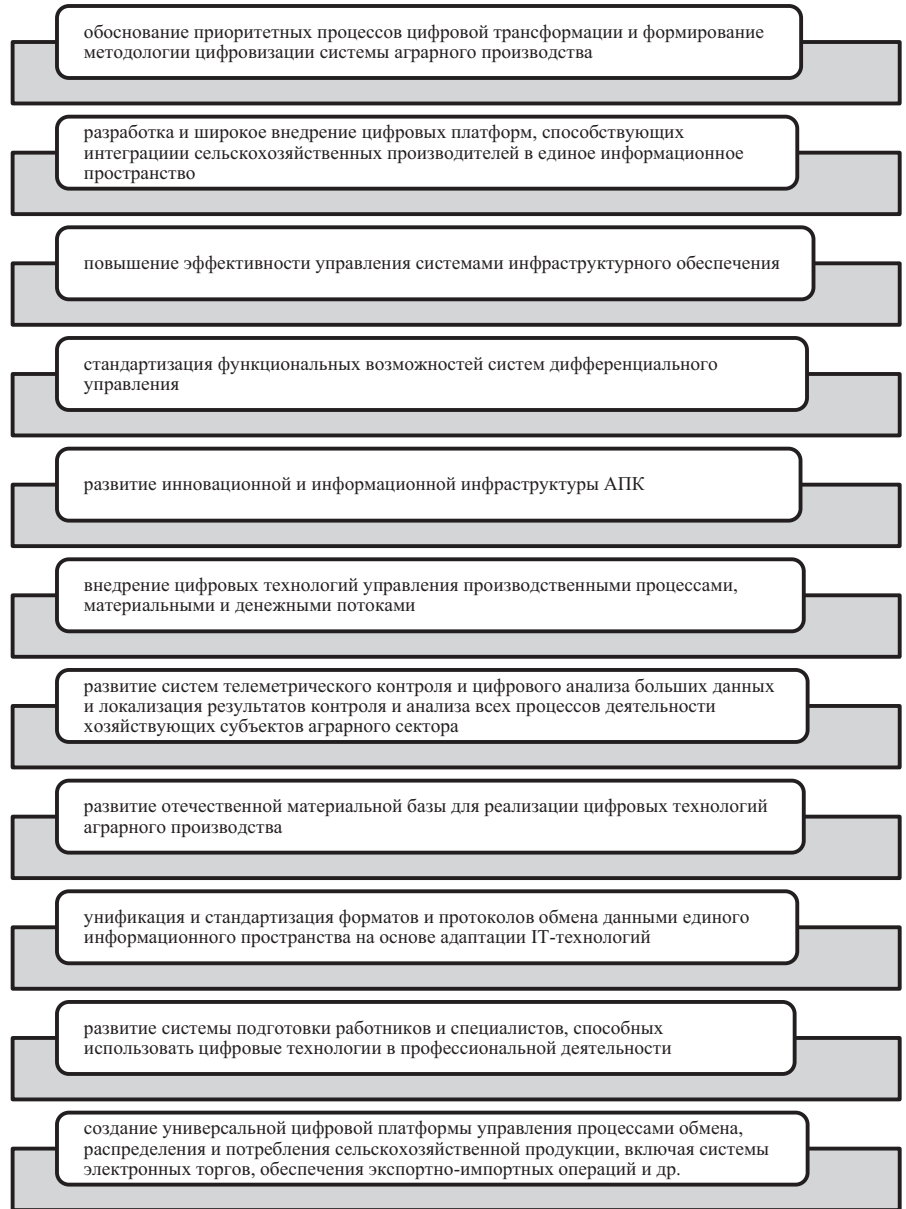 обоснование приоритетных процессов цифровой трансформации и формирование
методологии цифровизации системы аграрного производства
разработка и широкое внедрение цифровых платформ, способствующих
интеграциии сельскохозяйственных производителей в единое информационное
пространство
повышение эффективности управления системами инфраструктурного обеспечения
стандартизация функциональных возможностей систем дифференциального
управления
развитие инновационной и информационной инфраструктуры АПК
внедрение цифровых технологий управления производственными процессами,
материальными и денежными потоками
развитие систем телеметрического контроля и цифрового анализа больших данных
и локализация результатов контроля и анализа всех процессов деятельности
хозяйствующих субъектов аграрного сектора
развитие отечественной материальной базы для реализации цифровых технологий
аграрного производства
унификация и стандартизация форматов и протоколов обмена данными единого
информационного пространства на основе адаптации IT-технологий
развитие системы подготовки работников и специалистов, способных
использовать цифровые технологии в профессиональной деятельности
создание универсальной цифровой платформы управления процессами обмена,
распределения и потребления сельскохозяйственной продукции, включая системы
электронных торгов, обеспечения экспортно-импортных операций и др.